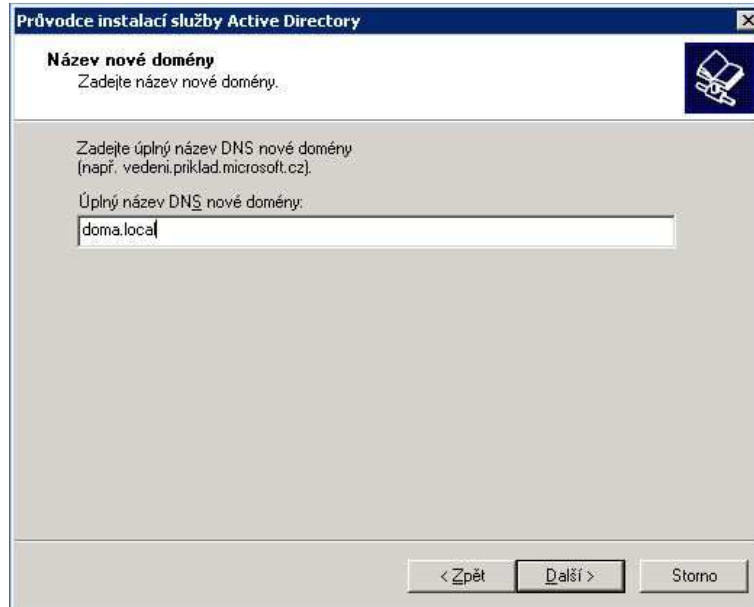 Průvodce instalací služby Active Directory
Název nové domény
Zadejte název nové domény.
Zadejte úplný název DNS nové domény
(např. vedeni.priklad.microsoft.cz).
Úplný název DNS nové domény:
doma.local
< Zpět
Další >
Storno